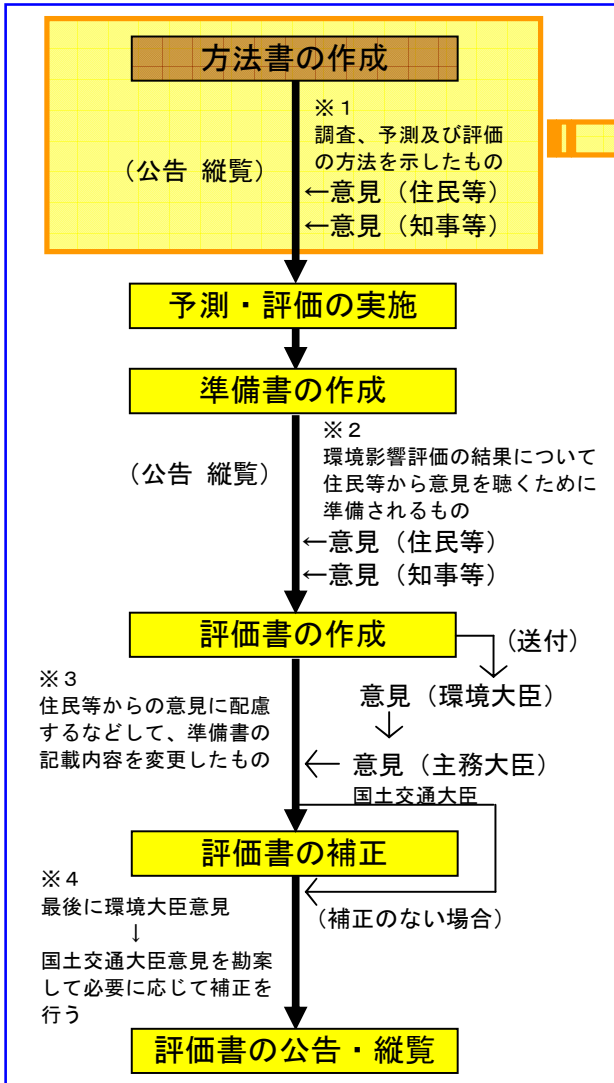 方法書の作成
※１
調査、予測及び評価
の方法を示したもの
（公告 縦覧）
←意見（住民等）
←意見（知事等）
予測・評価の実施
準備書の作成
※２
環境影響評価の結果について
住民等から意見を聴くために
準備されるもの
（公告 縦覧）
←意見（住民等）
←意見（知事等）
評価書の作成
（送付）
※３
住民等からの意見に配慮
するなどして、準備書の
記載内容を変更したもの
意見（環境大臣）
意見（主務大臣）
国土交通大臣
評価書の補正
※４
最後に環境大臣意見
↓
国土交通大臣意見を勘案
して必要に応じて補正を
行う
（補正のない場合）
評価書の公告・縦覧